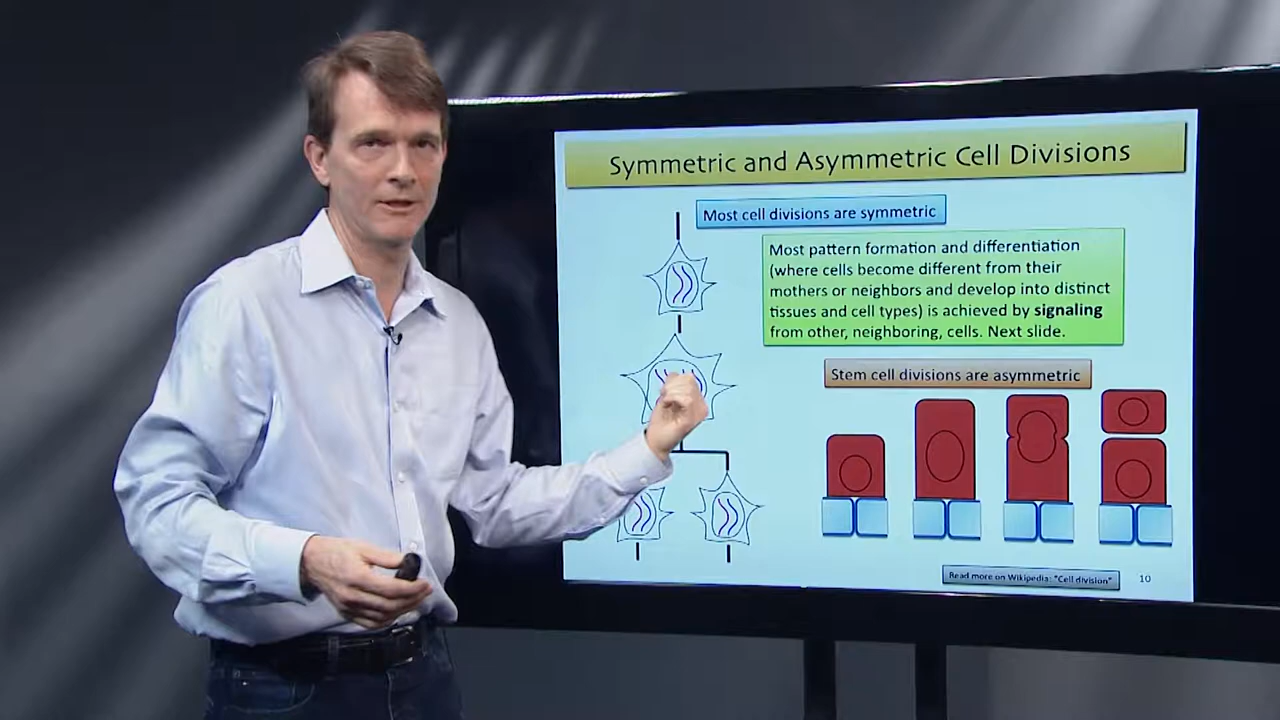 Symmetric and Asymmetric Cell Divisions
Most cell divisions are symmetric
Most pattern formation and differentiation
(where cells become different from their
mothers or neighbors and develop into distinct
tissues and cell types) is achieved by signaling
from other, neighboring, cells. Next slide.
Stem cell divisions are asymmetric
Read more on Wikipedia: "Cell division"
10